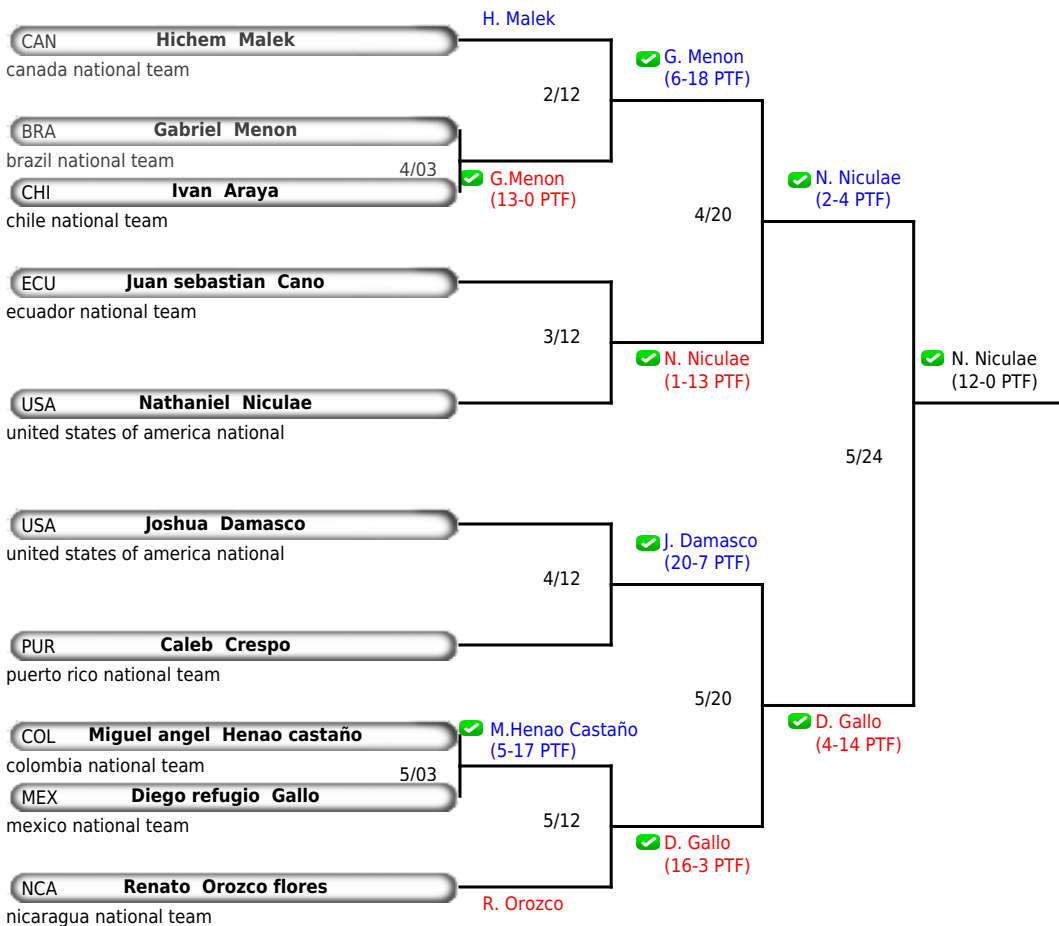 H. Malek
CAN Hichem Malek
canada national team
G. Menon
(6-18 PTF)
2/12
BRA Gabriel Menon
brazil national team
4/03
G.Menon
(13-0 PTF)
CHI Ivan Araya
chile national team
N. Niculae
(2-4 PTF)
4/20
ECU Juan sebastian Cano
ecuador national team
3/12
N. Niculae
(1-13 PTF)
N. Niculae
(12-0 PTF)
USA Nathaniel Niculae
united states of america national
5/24
USA Joshua Damasco
united states of america national
J. Damasco
(20-7 PTF)
4/12
PUR Caleb Crespo
puerto rico national team
5/20
D. Gallo
(4-14 PTF)
COL Miguel angel Henao castaño
colombia national team
M.Henao Castaño
(5-17 PTF)
5/03
MEX Diego refugio Gallo
mexico national team
5/12
D. Gallo
(16-3 PTF)
NCA Renato Orozco flores
nicaragua national team
R. Orozco